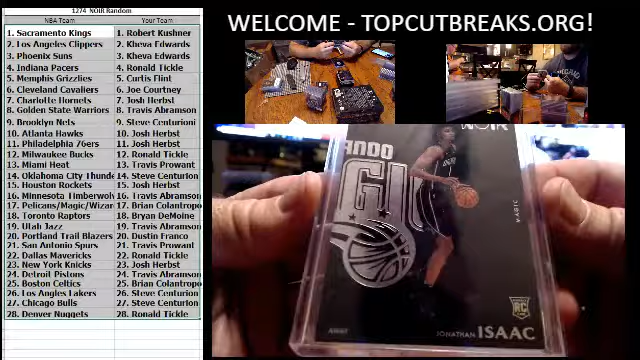 1274 NOIR Random
NBA Team Your Team
1. Sacramento Kings 1. Robert Kushner
2. Los Angeles Clippers 2. Kheva Edwards
3. Phoenix Suns 3. Kheva Edwards
4. Indiana Pacers 4. Ronald Tickle
5. Memphis Grizzlies 5. Curtis Flint
6. Cleveland Cavaliers 6. Joe Courtney
7. Charlotte Hornets 7. Josh Herbst
8. Golden State Warriors 8. Travis Abramson
9. Brooklyn Nets 9. Steve Centurioni
10. Atlanta Hawks 10. Josh Herbst
11. Philadelphia 76ers 11. Josh Herbst
12. Milwaukee Bucks 12. Ronald Tickle
13. Miami Heat 13. Travis Prowant
14. Oklahoma City Thunde 14. Steve Centurion
15. Houston Rockets 15. Josh Herbst
16. Minnesota Timberwolv 16. Travis Abramson
17. Pelicans/Magic/Wizar 17. Brian Colantropo
18. Toronto Raptors 18. Bryan DeMoine
19. Utah Jazz 19. Travis Abramson
20. Portland Trail Blazers 20. Dustin Franco
21. San Antonio Spurs 21. Travis Prowant
22. Dallas Mavericks 22. Ronald Tickle
23. New York Knicks 23. Josh Herbst
24. Detroit Pistons 24. Travis Abramson
25. Boston Celtics 25. Brian Colantropo
26. Los Angeles Lakers 26. Steve Centurion
27. Chicago Bulls 27. Steve Centurion
28. Denver Nuggets 28. Ronald Tickle
WELCOME - TOPCUTBREAKS.ORG!
NOIR
ANDO
MAGIC
RC
JONATHAN ISAAC